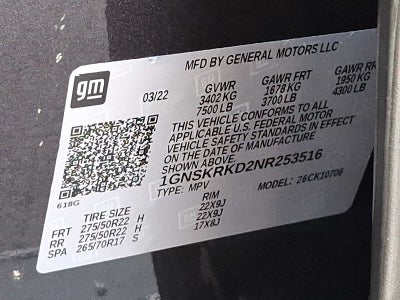 gm
MFD BY GENERAL MOTORS LLC
03/22 GVWR GAWR FRT GAWR RR
3402 KG 1678 KG 1950 KG
7500 LB 3700 LB 4300 LB
THIS VEHICLE CONFORMS TO ALL
APPLICABLE U.S. FEDERAL MOTOR
VEHICLE SAFETY STANDARDS IN EFFECT
ON THE DATE OF MANUFACTURE
SHOWN ABOVE.
1GNSKRKD2NR253516
TYPE: MPV MODEL: 26CK10706
618G
TIRE SIZE RIM
FRT 275/50R22 H 22X9J
RR 275/50R22 H 22X9J
SPA 265/70R17 S 17X8J